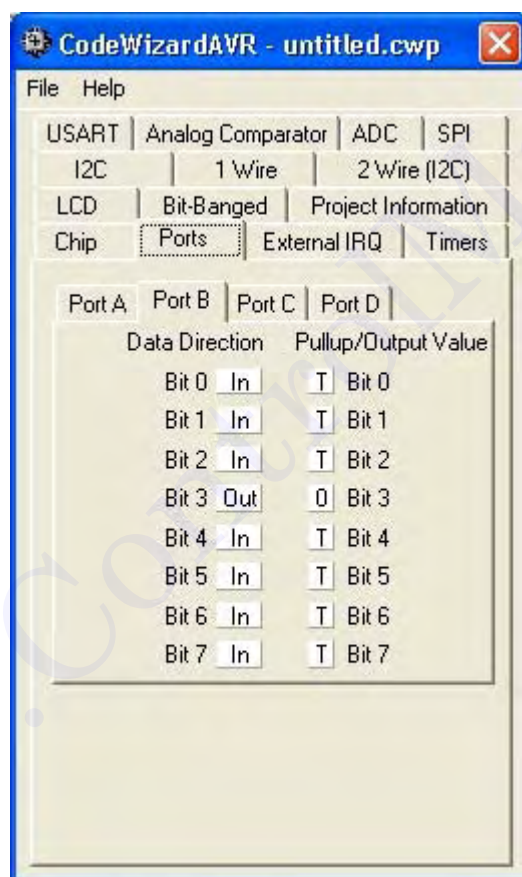 CodeWizardAVR - untitled.cwp
File Help
USART Analog Comparator ADC SPI
I2C 1 Wire 2 Wire (I2C)
LCD Bit-Banged Project Information
Chip Ports External IRQ Timers
Port A Port B Port C Port D
Data Direction Pullup/Output Value
Bit 0 In T Bit 0
Bit 1 In T Bit 1
Bit 2 In T Bit 2
Bit 3 Out 0 Bit 3
Bit 4 In T Bit 4
Bit 5 In T Bit 5
Bit 6 In T Bit 6
Bit 7 In T Bit 7